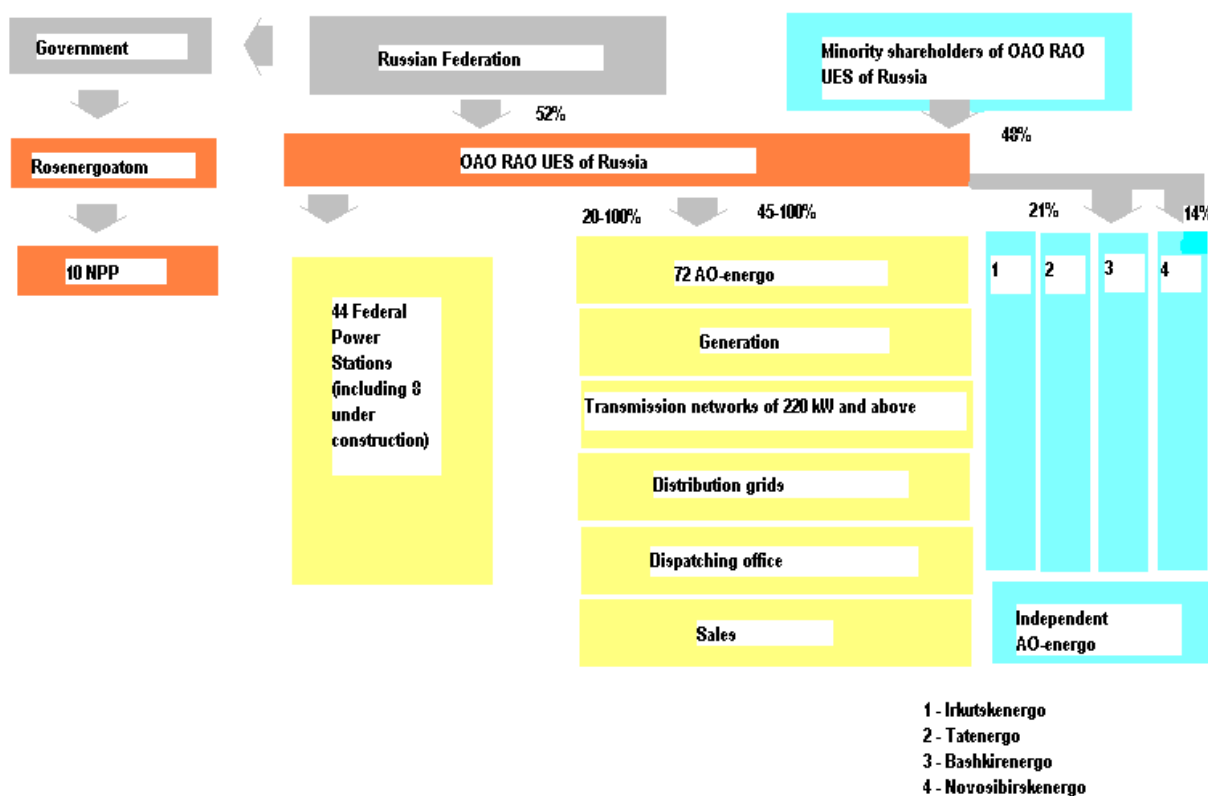 Government
Russian Federation
Minority shareholders of OAO RAO
UES of Russia
52%
48%
Rosenergoatom
OAO RAO UES of Russia
20-100%
45-100%
21%
14%
10 NPP
44 Federal
Power
Stations
(including 8
under
construction)
72 AO-energo
Generation
Transmission networks of 220 kW and above
Distribution grids
Dispatching office
Sales
1
2
3
4
Independent
AO-energo
1 - Irkutskenergo
2 - Tatenergo
3 - Bashkirenergo
4 - Novosibirskenergo